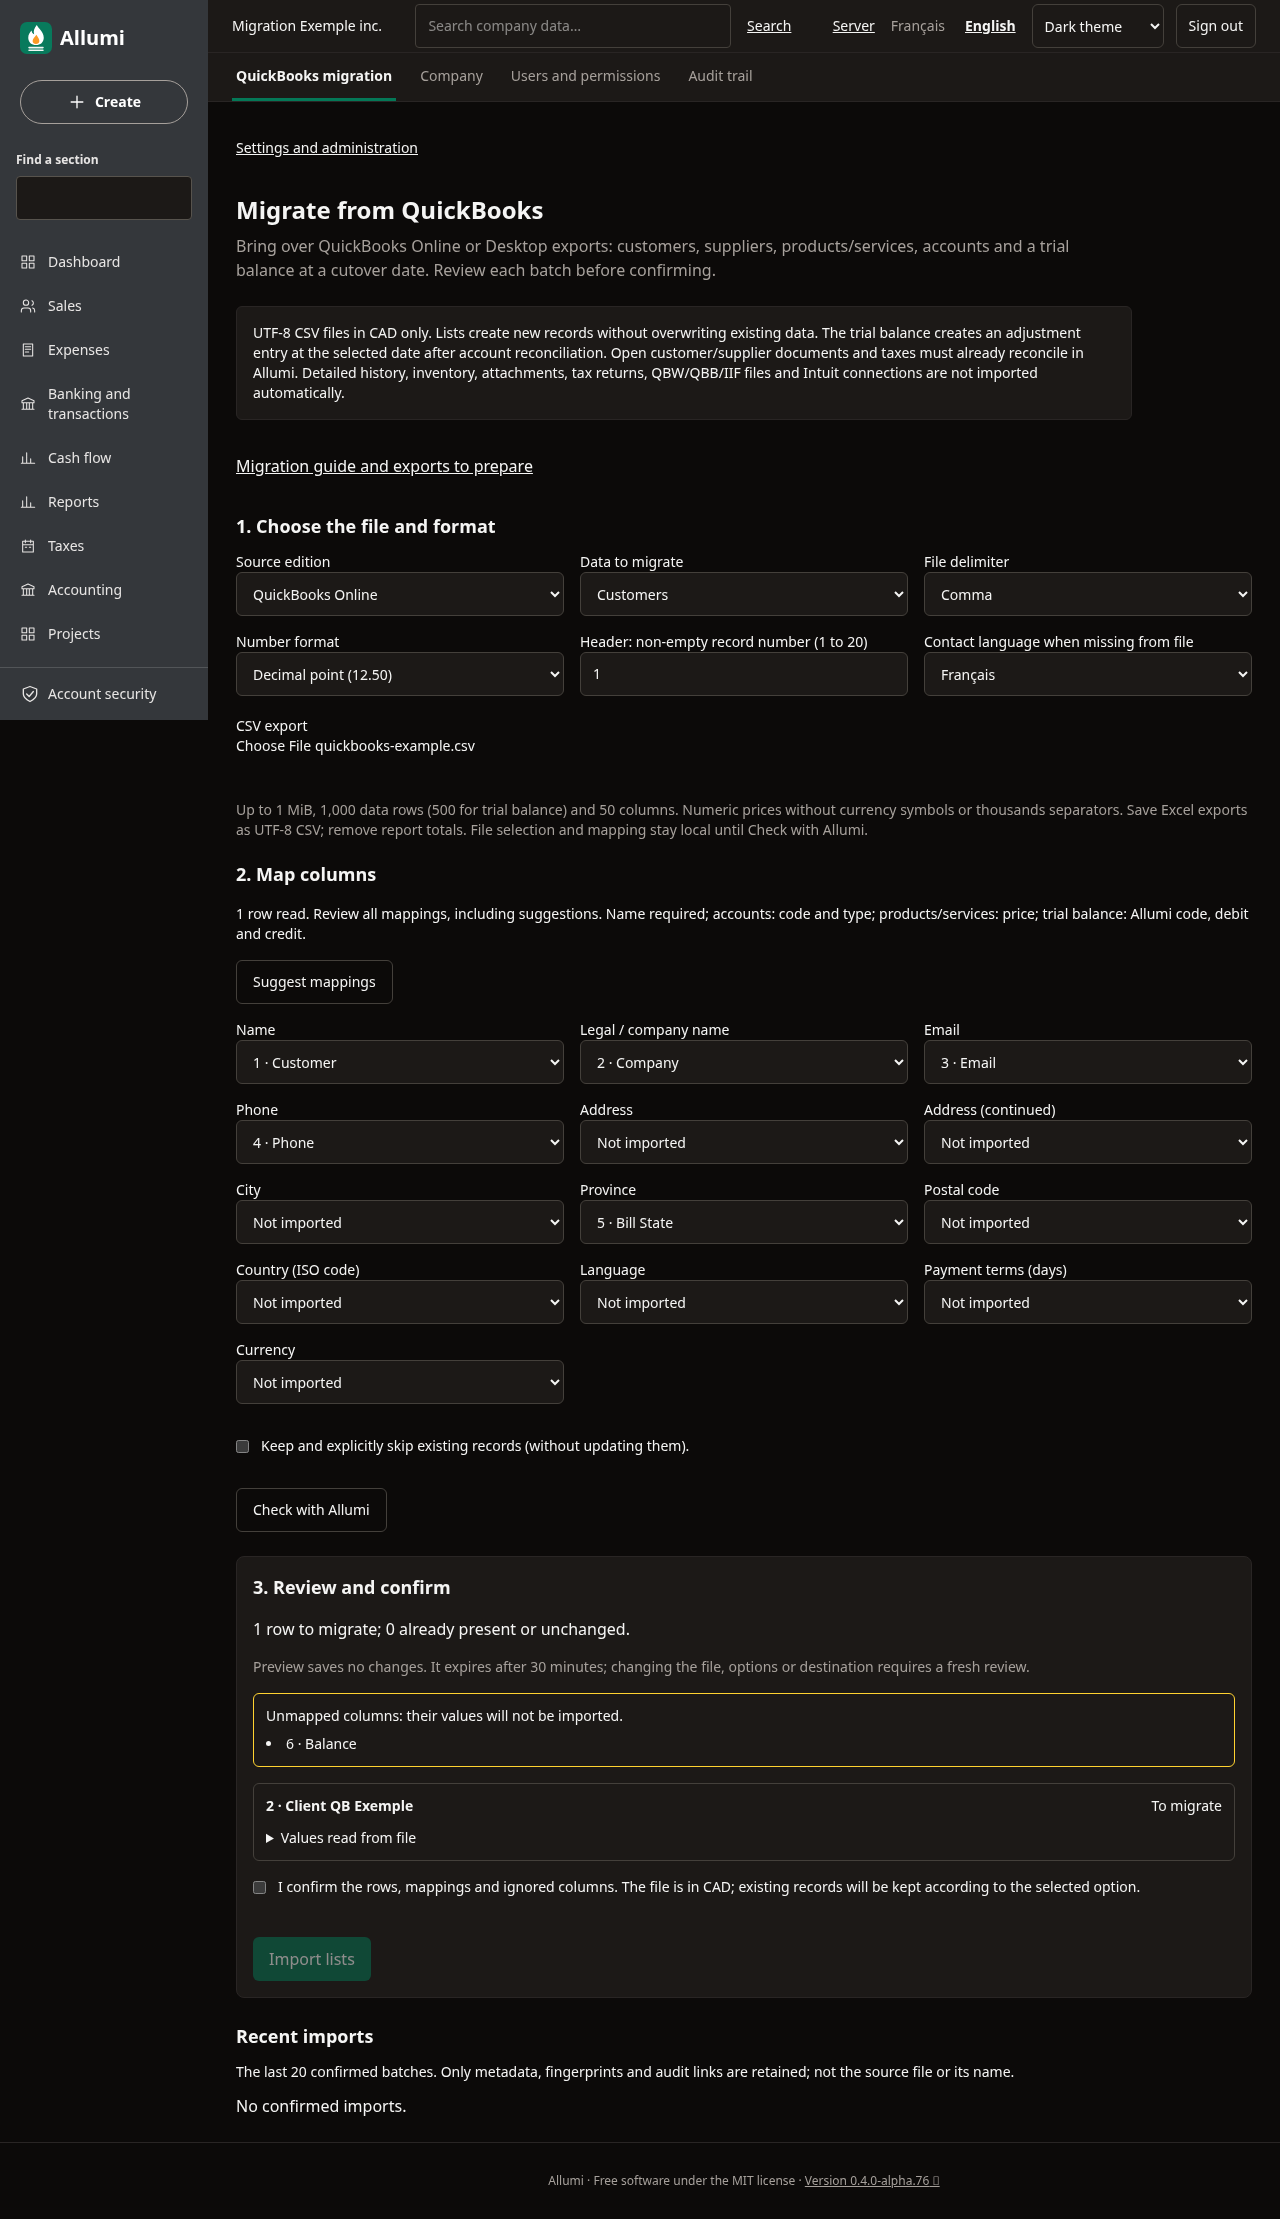 Allumi
Migration Exemple inc.
Search company data...
Search
Server
Français
English
Dark theme
Sign out
Create
QuickBooks migration
Company
Users and permissions
Audit trail
Find a section
Dashboard
Sales
Expenses
Banking and
transactions
Cash flow
Reports
Taxes
Accounting
Projects
Account security
Settings and administration
Migrate from QuickBooks
Bring over QuickBooks Online or Desktop exports: customers, suppliers, products/services, accounts and a trial
balance at a cutover date. Review each batch before confirming.
UTF-8 CSV files in CAD only. Lists create new records without overwriting existing data. The trial balance creates an adjustment
entry at the selected date after account reconciliation. Open customer/supplier documents and taxes must already reconcile in
Allumi. Detailed history, inventory, attachments, tax returns, QBW/QBB/IIF files and Intuit connections are not imported
automatically.
Migration guide and exports to prepare
1. Choose the file and format
Source edition
Data to migrate
File delimiter
QuickBooks Online
Customers
Comma
Number format
Header: non-empty record number (1 to 20)
Contact language when missing from file
Decimal point (12.50)
1
Français
CSV export
Choose File quickbooks-example.csv
Up to 1 MiB, 1,000 data rows (500 for trial balance) and 50 columns. Numeric prices without currency symbols or thousands separators. Save Excel exports
as UTF-8 CSV; remove report totals. File selection and mapping stay local until Check with Allumi.
2. Map columns
1 row read. Review all mappings, including suggestions. Name required; accounts: code and type; products/services: price; trial balance: Allumi code, debit
and credit.
Suggest mappings
Name
Legal / company name
Email
1 · Customer
2 · Company
3 · Email
Phone
Address
Address (continued)
4 · Phone
Not imported
Not imported
City
Province
Postal code
Not imported
5 · Bill State
Not imported
Country (ISO code)
Language
Payment terms (days)
Not imported
Not imported
Not imported
Currency
Not imported
Keep and explicitly skip existing records (without updating them).
Check with Allumi
3. Review and confirm
1 row to migrate; 0 already present or unchanged.
Preview saves no changes. It expires after 30 minutes; changing the file, options or destination requires a fresh review.
Unmapped columns: their values will not be imported.
• 6 · Balance
2 · Client QB Exemple
To migrate
Values read from file
I confirm the rows, mappings and ignored columns. The file is in CAD; existing records will be kept according to the selected option.
Import lists
Recent imports
The last 20 confirmed batches. Only metadata, fingerprints and audit links are retained; not the source file or its name.
No confirmed imports.
Allumi · Free software under the MIT license · Version 0.4.0-alpha.76